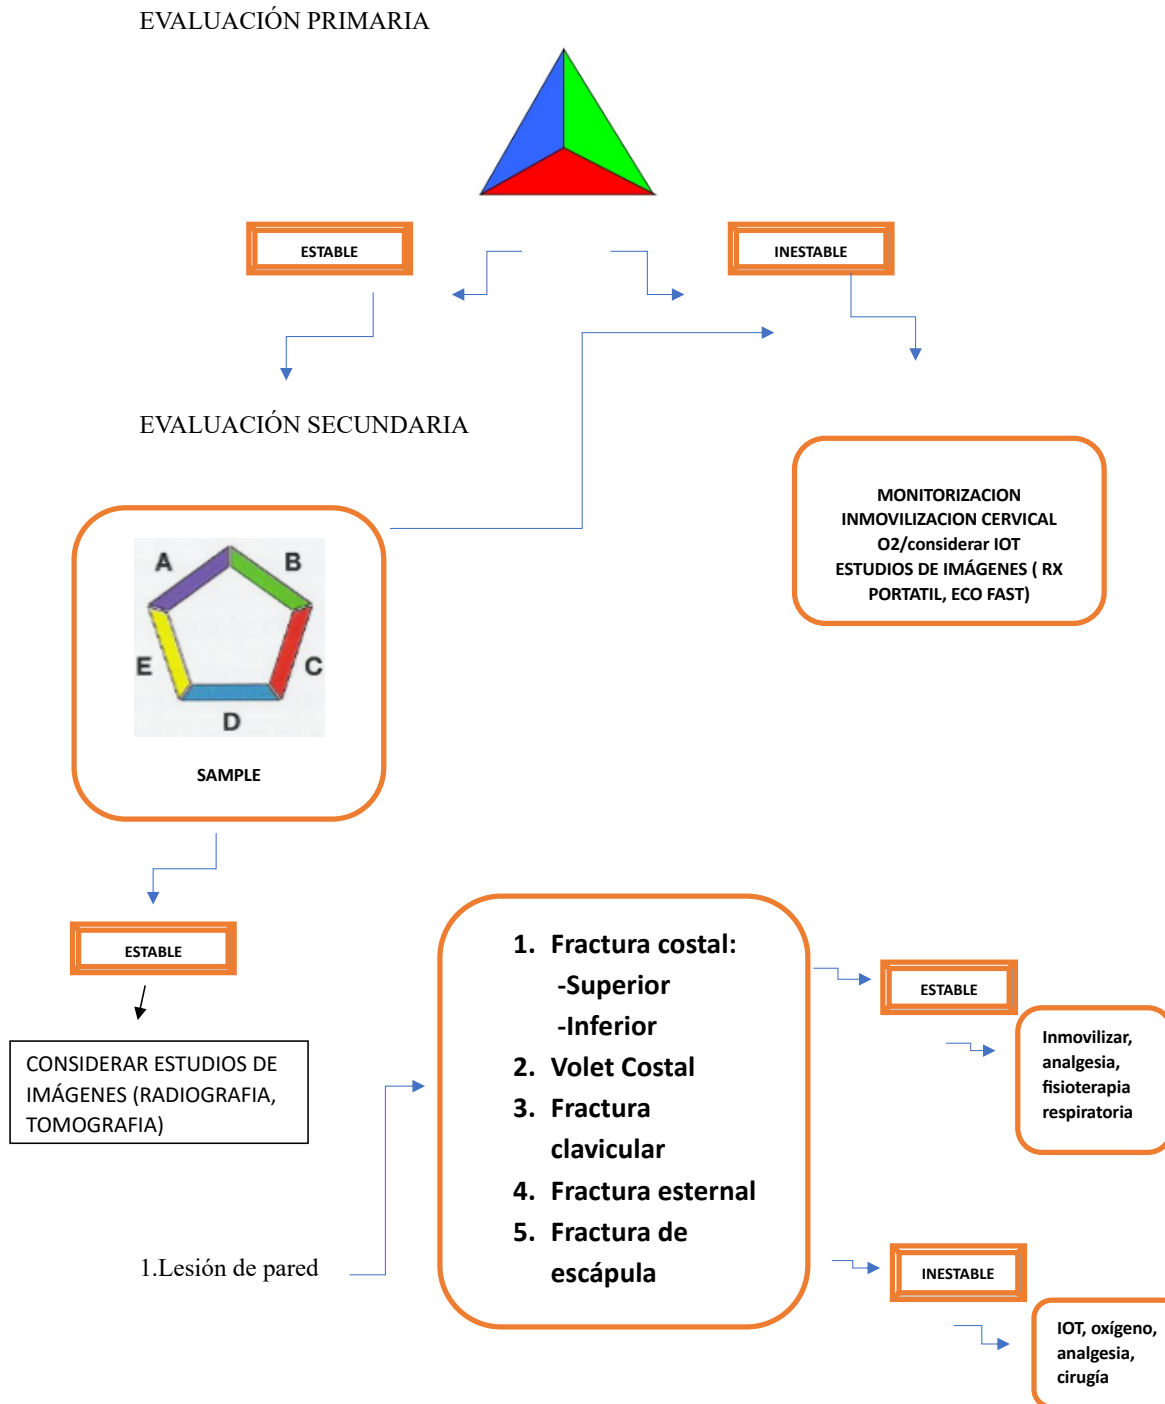 EVALUACIÓN PRIMARIA
ESTABLE
INESTABLE
EVALUACIÓN SECUNDARIA
MONITORIZACION
INMOVILIZACION CERVICAL
O2/considerar IOT
ESTUDIOS DE IMÁGENES ( RX
PORTATIL, ECO FAST)
A
B
E
C
D
SAMPLE
ESTABLE
CONSIDERAR ESTUDIOS DE
IMÁGENES (RADIOGRAFIA,
TOMOGRAFIA)
1.Lesión de pared
1. Fractura costal:
-Superior
-Inferior
2. Volet Costal
3. Fractura
clavicular
4. Fractura esternal
5. Fractura de
escápula
ESTABLE
Inmovilizar,
analgesia,
fisioterapia
respiratoria
INESTABLE
IOT, oxígeno,
analgesia,
cirugía